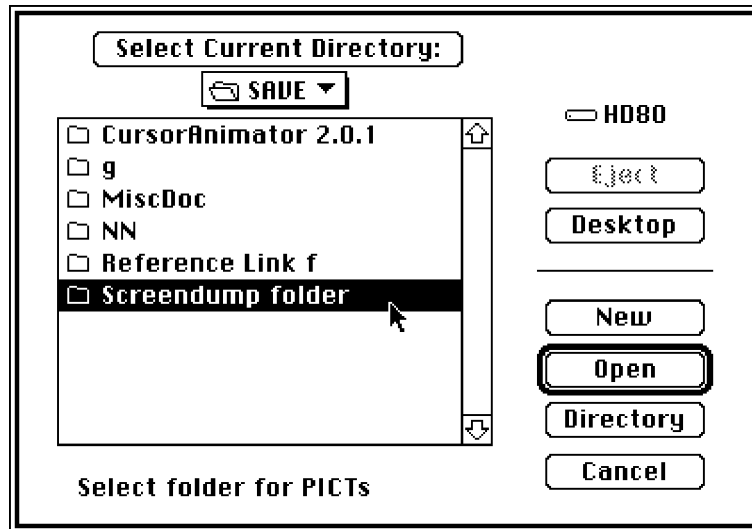 Select Current Directory:
SAVE
CursorAnimator 2.0.1
g
MiscDoc
NN
Reference Link f
Screendump folder
HD80
Eject
Desktop
New
Open
Directory
Cancel
Select folder for PICTs